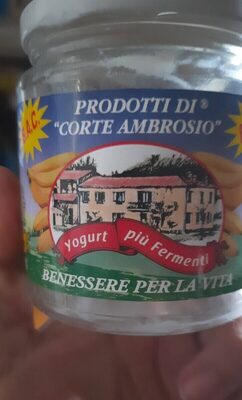 PRODOTTI DI ®
"CORTE AMBROSIO"
A.C.
Yogurt più Fermenti
BENESSERE PER LA VITA